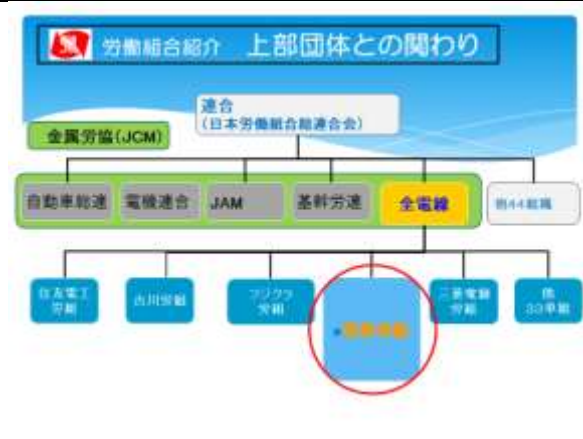 労働組合紹介 上部団体との関わり
連合
(日本労働組合総連合会)
金属労協(JCM)
自動車総連 電機連合 JAM 基幹労連 全電線 他44組織
住友電工
労組
古川労組
フジクラ
労組
三菱電線
労組
他
33単組